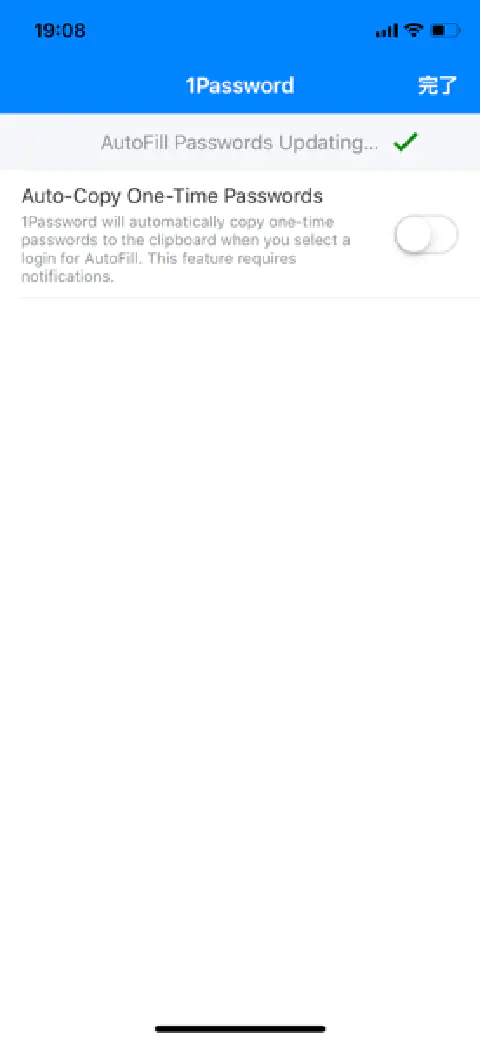 19:08
1Password
完了
AutoFill Passwords Updating...
Auto-Copy One-Time Passwords
1Password will automatically copy one-time
passwords to the clipboard when you select a
login for AutoFill. This feature requires
notifications.